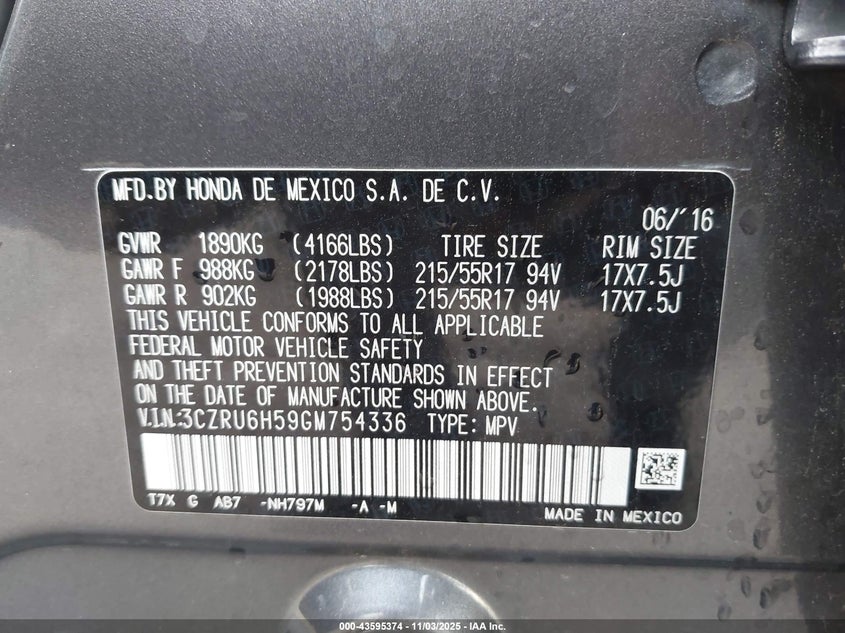 MFD.BY HONDA DE MEXICO S.A. DE C.V.
06/'16
GVWR 1890KG (4166LBS) TIRE SIZE RIM SIZE
GAWR F 988KG (2178LBS) 215/55R17 94V 17X7.5J
GAWR R 902KG (1988LBS) 215/55R17 94V 17X7.5J
THIS VEHICLE CONFORMS TO ALL APPLICABLE
FEDERAL MOTOR VEHICLE SAFETY
AND THEFT PREVENTION STANDARDS IN EFFECT
ON THE DATE OF MANUFACTURE SHOWN ABOVE.
V.I.N.:3CZRU6H59GM754336 TYPE: MPV
T7X G AB7 -NH797M -A -M
MADE IN MEXICO
000-43595374 - 11/03/2025 - IAA Inc.